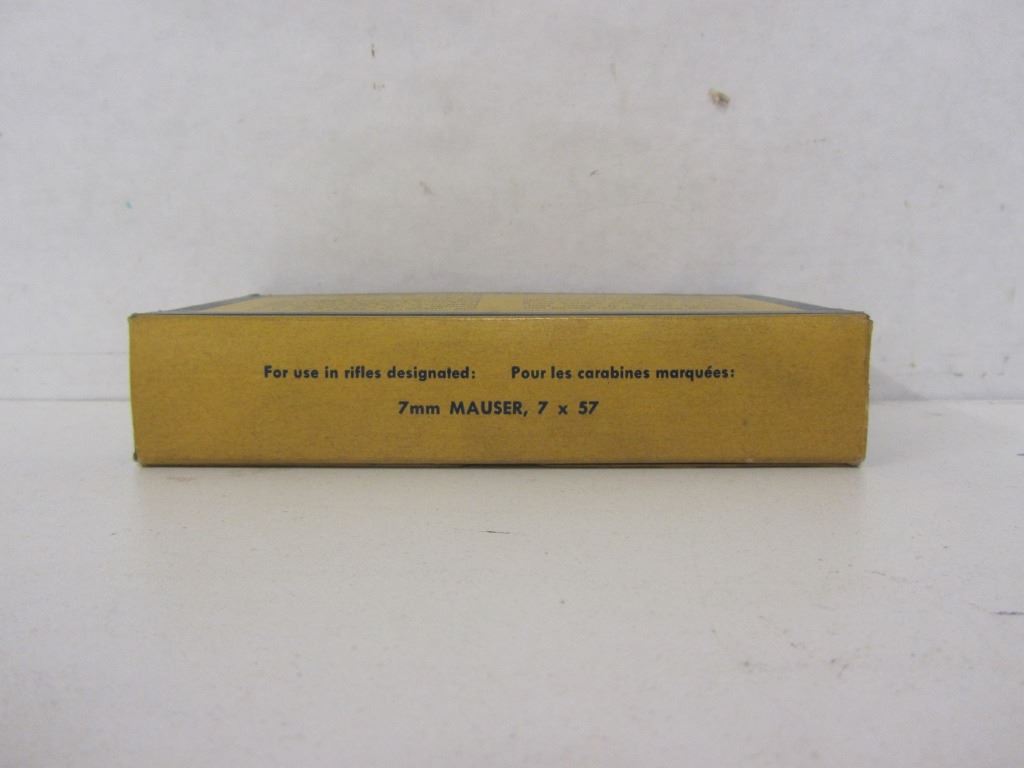 For use in rifles designated: Pour les carabines marquées:
7mm MAUSER, 7 x 57